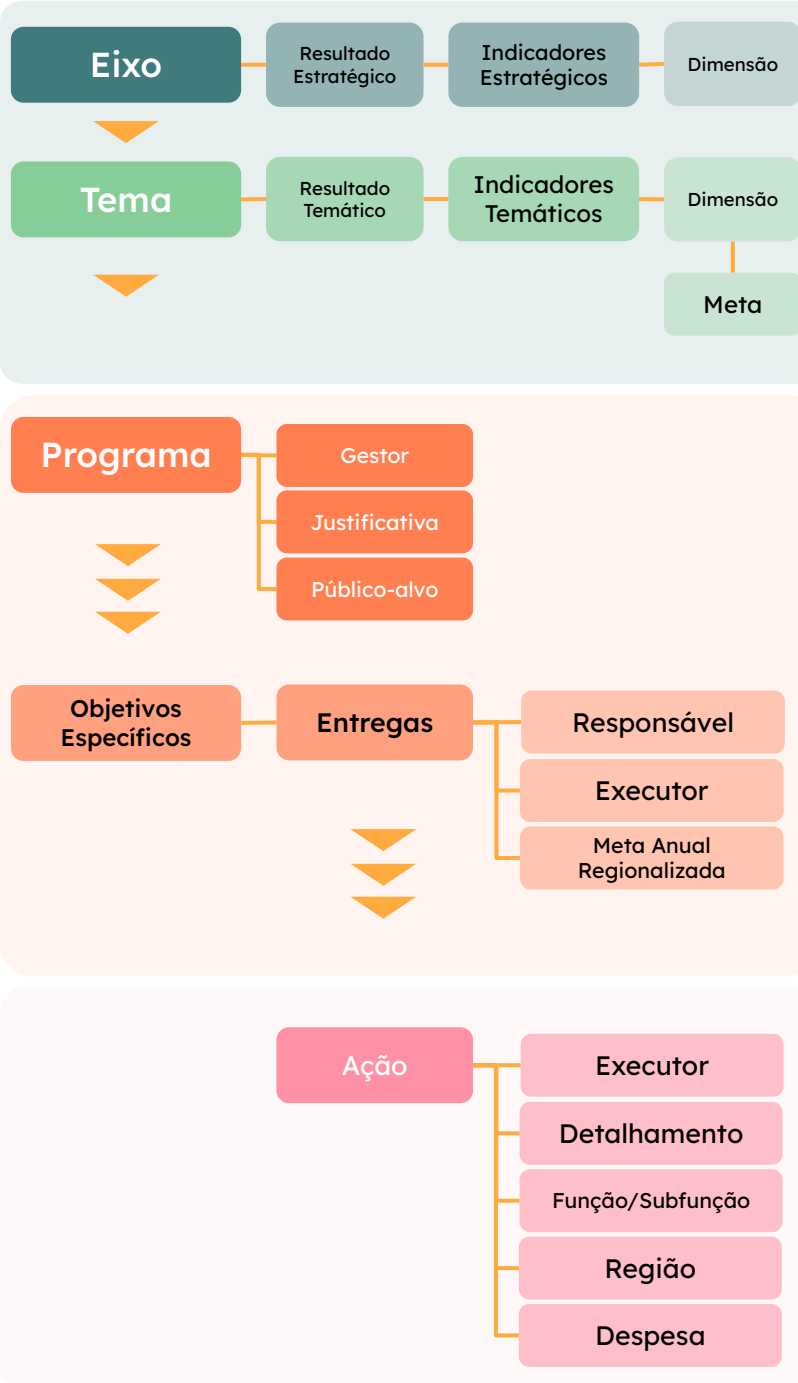 Eixo
Resultado
Estratégico
Indicadores
Estratégicos
Dimensão
Tema
Resultado
Temático
Indicadores
Temáticos
Dimensão
Meta
Programa
Gestor
Justificativa
Público-alvo
Objetivos
Específicos
Entregas
Responsável
Executor
Meta Anual
Regionalizada
Ação
Executor
Detalhamento
Função/Subfunção
Região
Despesa